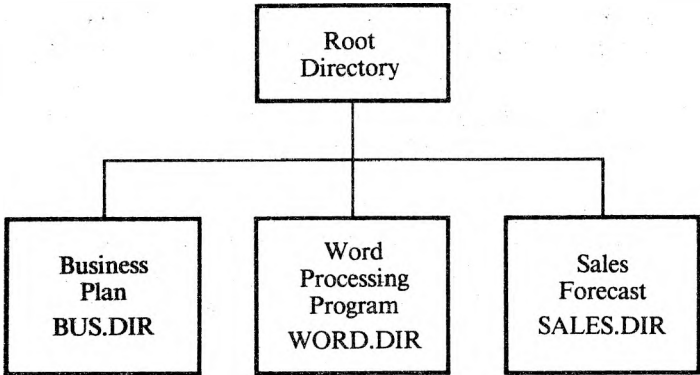 Root
Directory
Business
Plan
BUS.DIR
Word
Processing
Program
WORD.DIR
Sales
Forecast
SALES.DIR